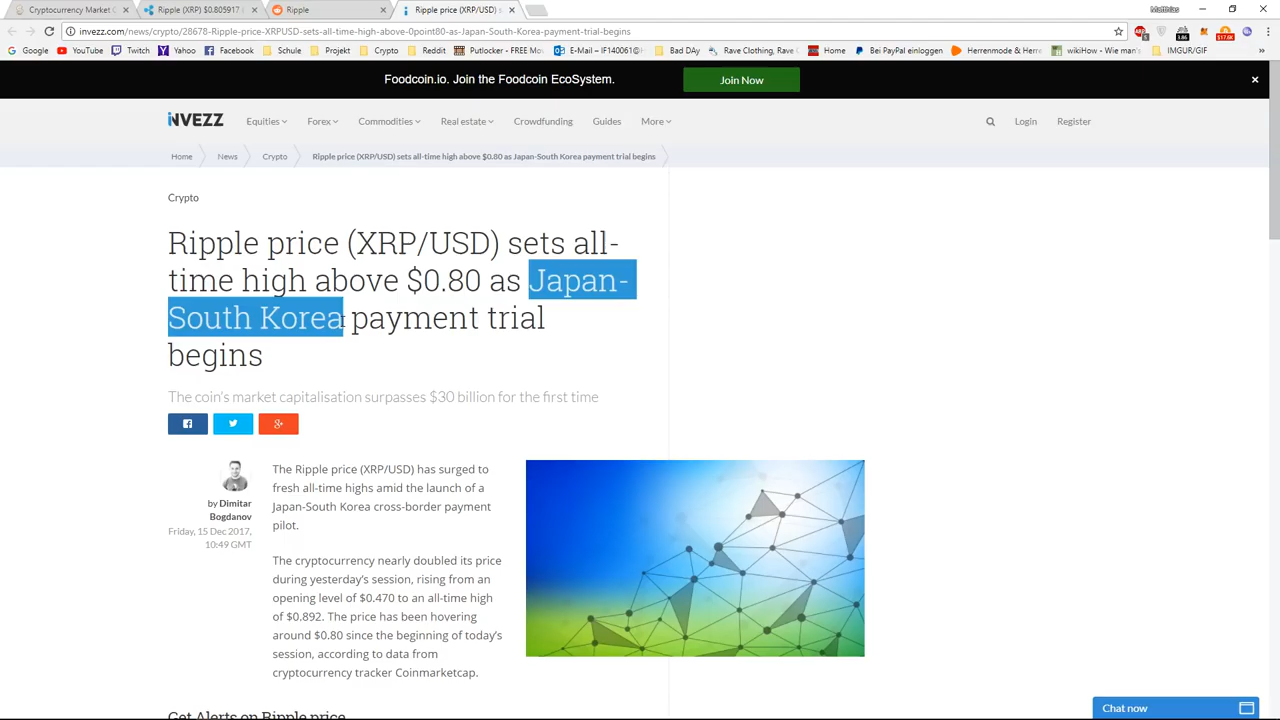 Cryptocurrency Market C
Ripple (XRP) $0.805917
Ripple
Ripple price (XRP/USD) s
Matthias
invezz.com/news/crypto/28678-Ripple-price-XRPUSD-sets-all-time-high-above-0point80-as-Japan-South-Korea-payment-trial-begins
Google YouTube Twitch Yahoo Facebook Schule Projekt Crypto Reddit Putlocker - FREE Mov E-Mail – IF140061@H Bad DAy Rave Clothing, Rave Home Bei PayPal einloggen Herrenmode & Herre wikiHow – Wie man's IMGUR/GIF
Foodcoin.io. Join the Foodcoin EcoSystem.
Join Now
iNVEZZ
Equities Forex Commodities Real estate Crowdfunding Guides More
Login Register
Home News Crypto Ripple price (XRP/USD) sets all-time high above $0.80 as Japan-South Korea payment trial begins
Crypto
Ripple price (XRP/USD) sets all-
time high above $0.80 as Japan-
South Korea payment trial
begins
The coin's market capitalisation surpasses $30 billion for the first time
by Dimitar
Bogdanov
Friday, 15 Dec 2017,
10:49 GMT
The Ripple price (XRP/USD) has surged to
fresh all-time highs amid the launch of a
Japan-South Korea cross-border payment
pilot.
The cryptocurrency nearly doubled its price
during yesterday's session, rising from an
opening level of $0.470 to an all-time high
of $0.892. The price has been hovering
around $0.80 since the beginning of today's
session, according to data from
cryptocurrency tracker Coinmarketcap.
Get Alerts on Ripple price
Chat now